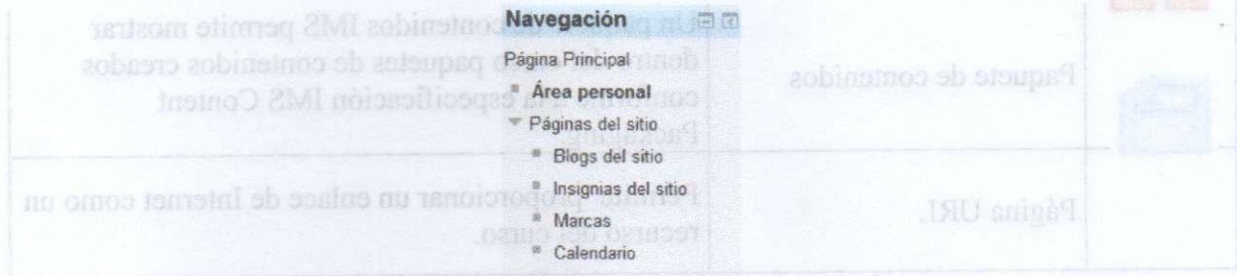 Navegación
Página Principal
Área personal
Páginas del sitio
Blogs del sitio
Insignias del sitio
Marcas
Calendario
Paquete de contenidos
Un paquete de contenidos IMS permite mostrar
dentro del curso paquetes de contenidos creados
conforme a la especificación IMS Content
Packaging.
Página URL.
Permite proporcionar un enlace de Internet como un
recurso del curso.